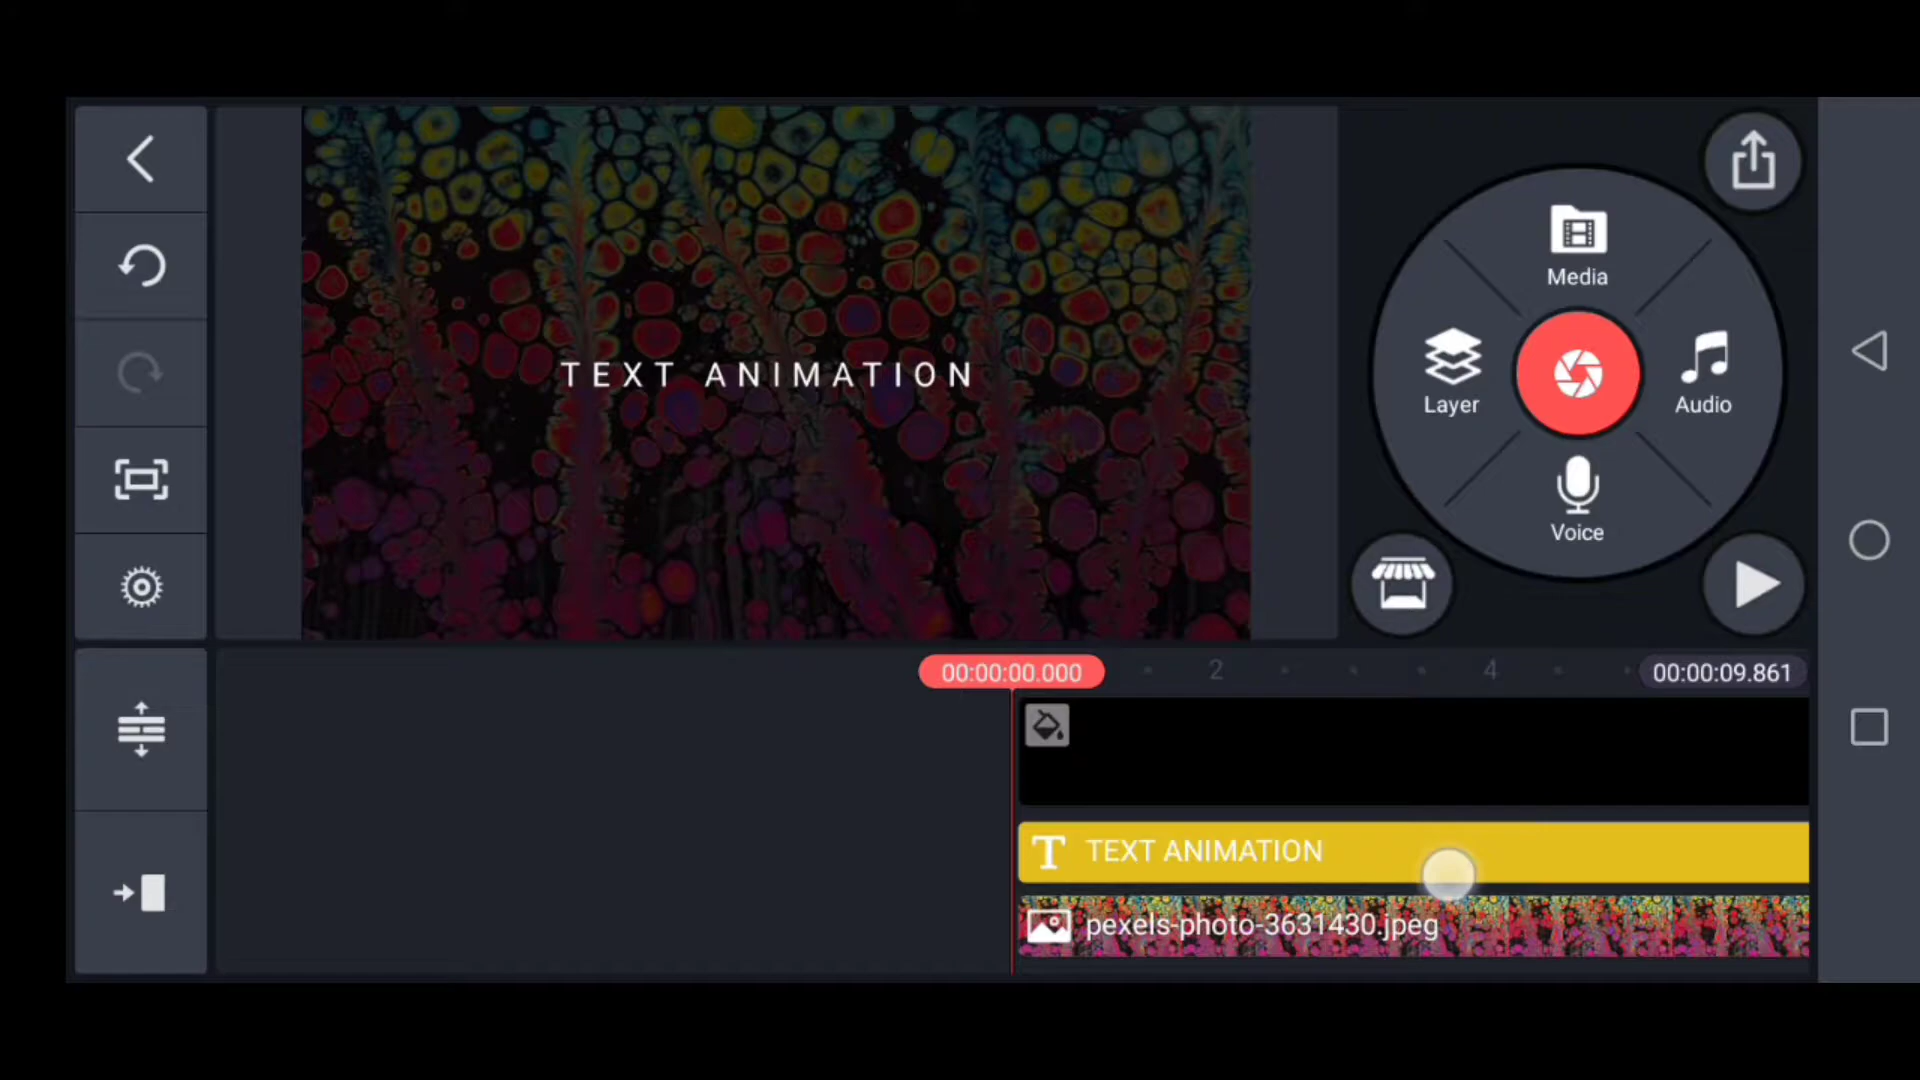 Media
Layer
Audio
Voice
TEXT ANIMATION
00:00:00.000
2
4
00:00:09.861
T TEXT ANIMATION
pexels-photo-3631430.jpeg